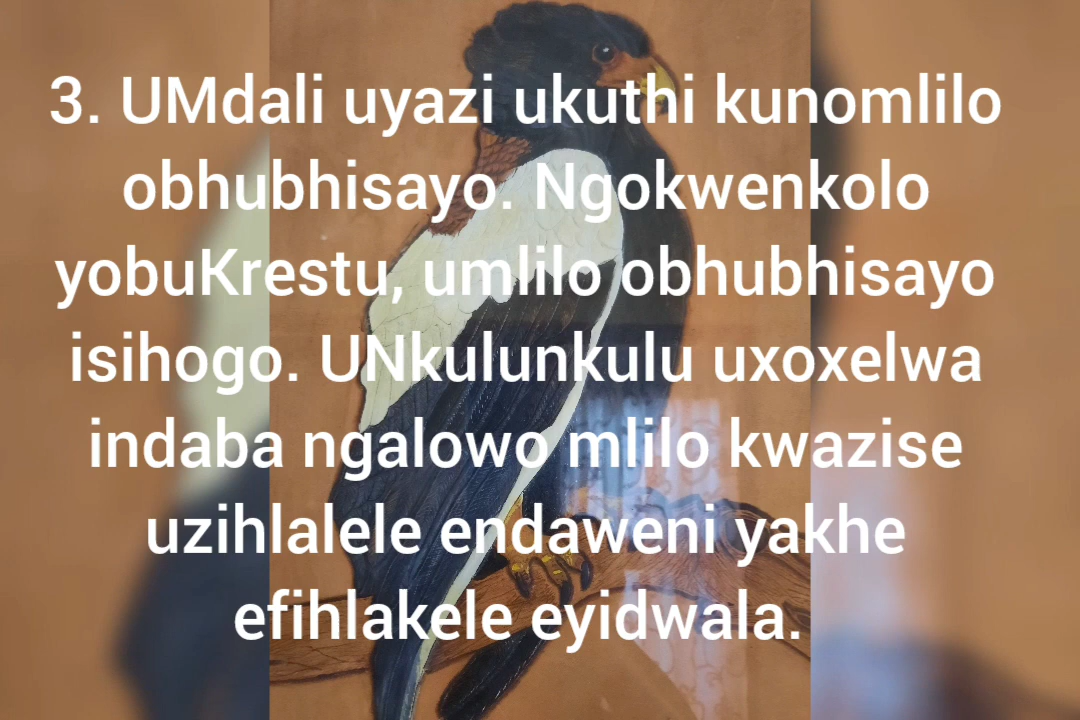 3. UMdali uyazi ukuthi kunomlilo
obhubhisayo. Ngokwenkolo
yobuKrestu, umlilo obhubhisayo
isihogo. UNkulunkulu uxoxelwa
indaba ngalowo mlilo kwazise
uzihlalele endaweni yakhe
efihlakele eyidwala.